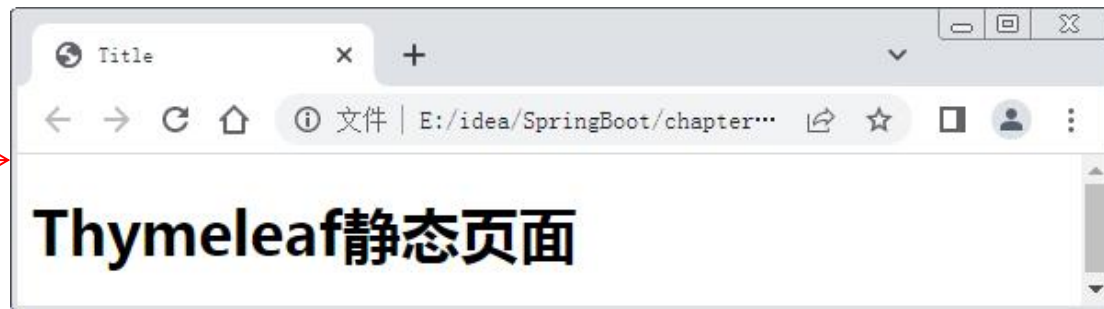 Title
文件 | E:/idea/SpringBoot/chapter…
Thymeleaf静态页面